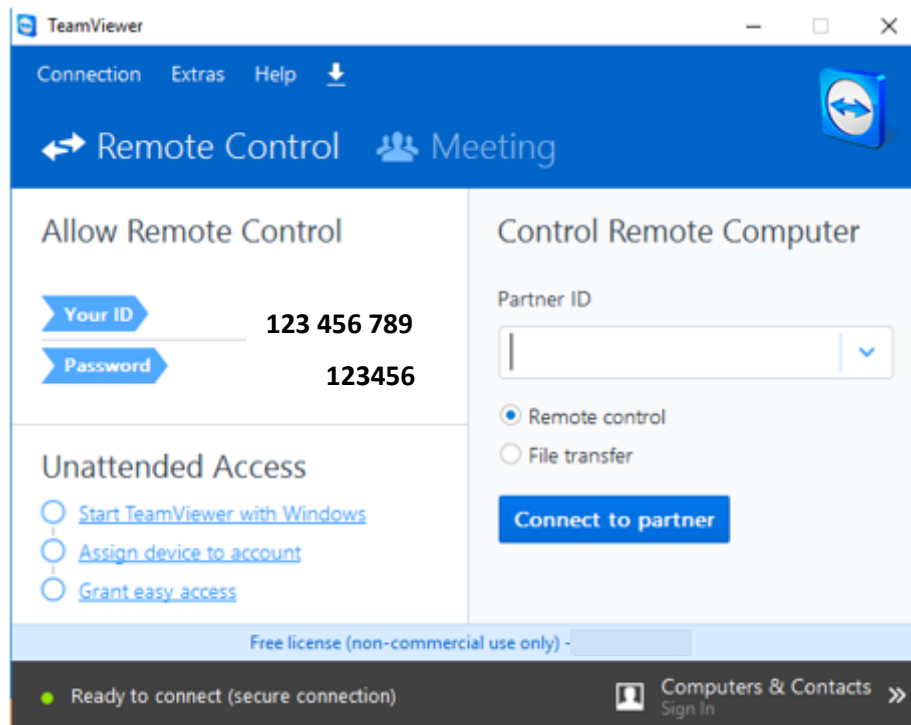 TeamViewer
Connection Extras Help
Remote Control Meeting
Allow Remote Control
Your ID 123 456 789
Password 123456
Unattended Access
Start TeamViewer with Windows
Assign device to account
Grant easy access
Control Remote Computer
Partner ID
Remote control
File transfer
Connect to partner
Free license (non-commercial use only) -
Ready to connect (secure connection)
Computers & Contacts
Sign In